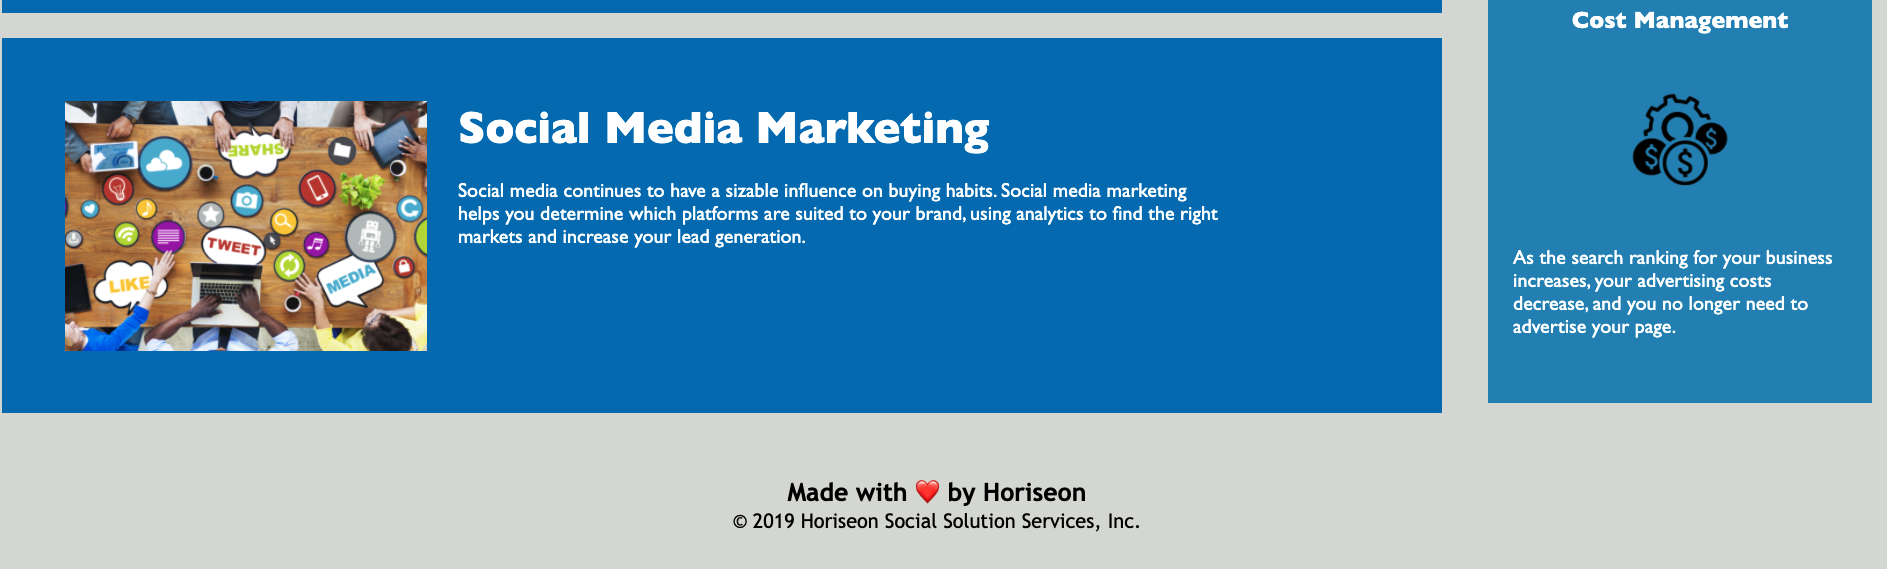 Social Media Marketing
Social media continues to have a sizable influence on buying habits. Social media marketing
helps you determine which platforms are suited to your brand, using analytics to find the right
markets and increase your lead generation.
SHARE
TWEET
LIKE
MEDIA
Cost Management
$ $ $
As the search ranking for your business
increases, your advertising costs
decrease, and you no longer need to
advertise your page.
Made with ❤️ by Horiseon
© 2019 Horiseon Social Solution Services, Inc.